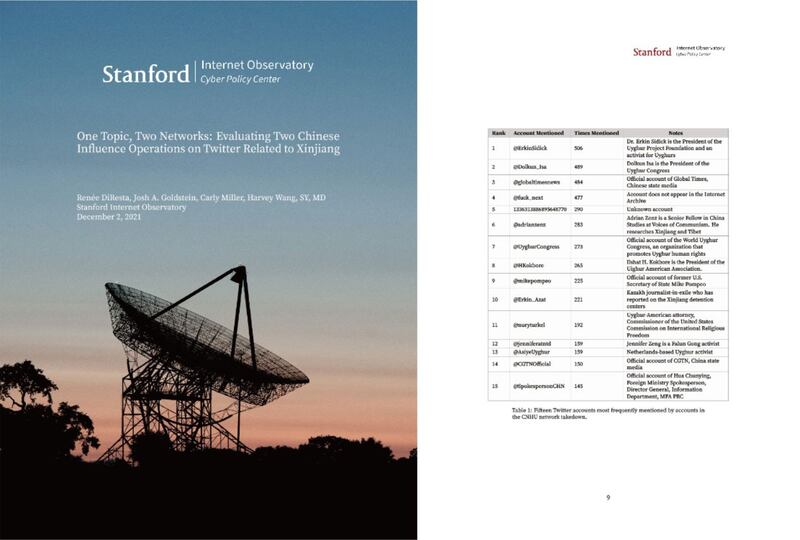 Stanford
Internet Observatory
Cyber Policy Center
One Topic, Two Networks: Evaluating Two Chinese
Influence Operations on Twitter Related to Xinjiang
Renée DiResta, Josh A. Goldstein, Carly Miller, Harvey Wang, SY, MD
Stanford Internet Observatory
December 2, 2021
Stanford
Internet Observatory
Cyber Policy Center
Rank Account Mentioned Times Mentioned Notes
1 @ErkinSidick 506 Dr. Erkin Sidick is the President of the
Uyghur Project Foundation and an
activist for Uyghurs
2 @Dolkun_Isa 489 Dolkun Isa is the President of the
Uyghur Congress
3 @globaltimesnews 484 Official account of Global Times,
Chinese state media
4 @fuck_next 477 Account does not appear in the Internet
Archive
5 290 Unknown account
6 @adrianzenz 283 Adrian Zenz is a Senior Fellow in China
Studies at Voices of Communism. He
researches Xinjiang and Tibet
7 @UyghurCongress 273 Official account of the World Uyghur
Congress, an organization that
promotes Uyghur human rights
8 @HKokbore 265 Ilshat H. Kokbore is the President of the
Uighur American Association.
9 @mikepompeo 225 Official account of former U.S.
Secretary of State Mike Pompeo
10 @Erkin_Azat 221 Kazakh journalist-in-exile who has
reported on the Xinjiang detention
centers
11 @nuryturkel 192 Uyghur-American attorney,
Commissioner of the United States
Commission on International Religious
Freedom
12 @jenniferatntd 159 Jennifer Zeng is a Falun Gong activist
13 @AsiyeUyghur 159 Netherlands-based Uyghur activist
14 @CGTNOfficial 150 Official account of CGTN, China state
media
15 @SpokespersonCHN 145 Official account of Hua Chunying,
Foreign Ministry Spokesperson,
Director General, Information
Department, MFA PRC
Table 1: Fifteen Twitter accounts most frequently mentioned by accounts in
the CNHU network takedown.
9